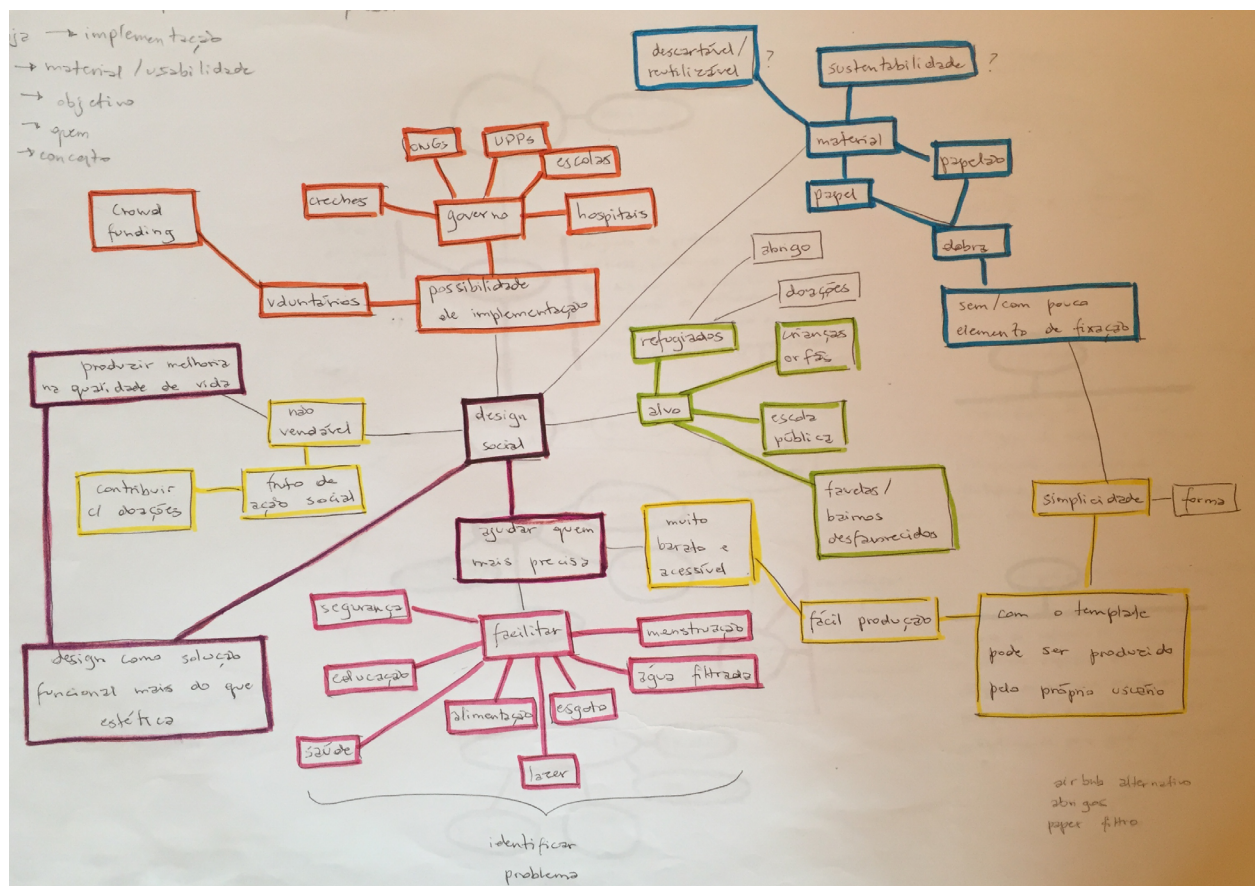 → implementação
→ material / usabilidade
→ objetivo
→ quem
→ conceito
descartável/
reutilizável
?
sustentabilidade
?
material
papelão
papel
dobra
sem/com pouco
elemento de fixação
ONGs
UPPs
escolas
creches
governo
hospitais
Crowd
funding
voluntários
possibilidade
de implementação
abrigo
doações
refugiados
crianças
orfãs
alvo
escola
pública
favelas/
bairros
desfavorecidos
produzir melhoria
na qualidade de vida
não
vendável
design
social
contribuir
c/ doações
fruto de
ação social
simplicidade
forma
ajudar quem
mais precisa
muito
barato e
acessível
fácil produção
com o template
pode ser produzido
pelo próprio usuário
segurança
facilitar
menstruação
educação
água filtrada
alimentação
esgoto
saúde
lazer
design como solução
funcional mais do que
estética
identificar
problema
airbnb alternativo
abrigos
paper filtro